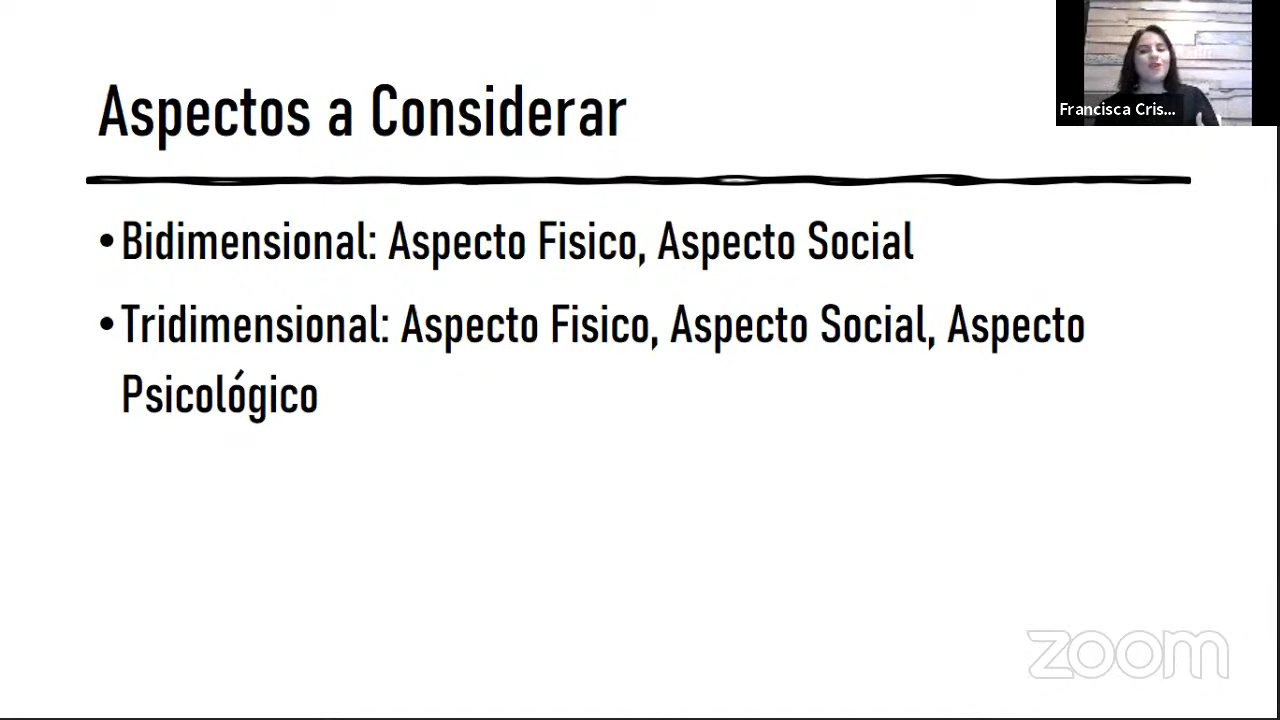 Aspectos a Considerar
Francisca Cris...
• Bidimensional: Aspecto Fisico, Aspecto Social
• Tridimensional: Aspecto Fisico, Aspecto Social, Aspecto
Psicológico
zoom